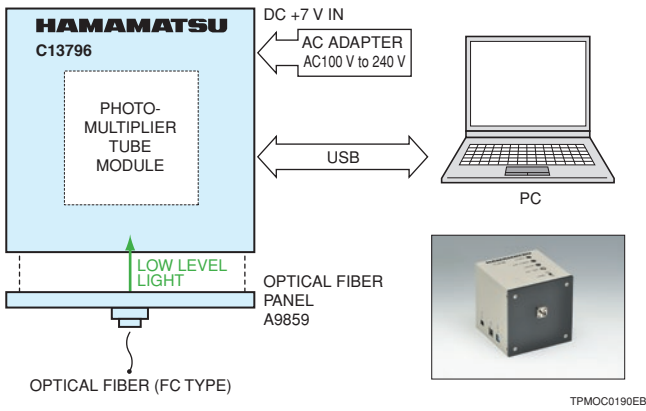 HAMAMATSU
C13796
DC +7 V IN
AC ADAPTER
AC100 V to 240 V
PHOTO-
MULTIPLIER
TUBE
MODULE
USB
PC
LOW LEVEL
LIGHT
OPTICAL FIBER
PANEL
A9859
OPTICAL FIBER (FC TYPE)
HAMAMATSU
TPMOC0190EB